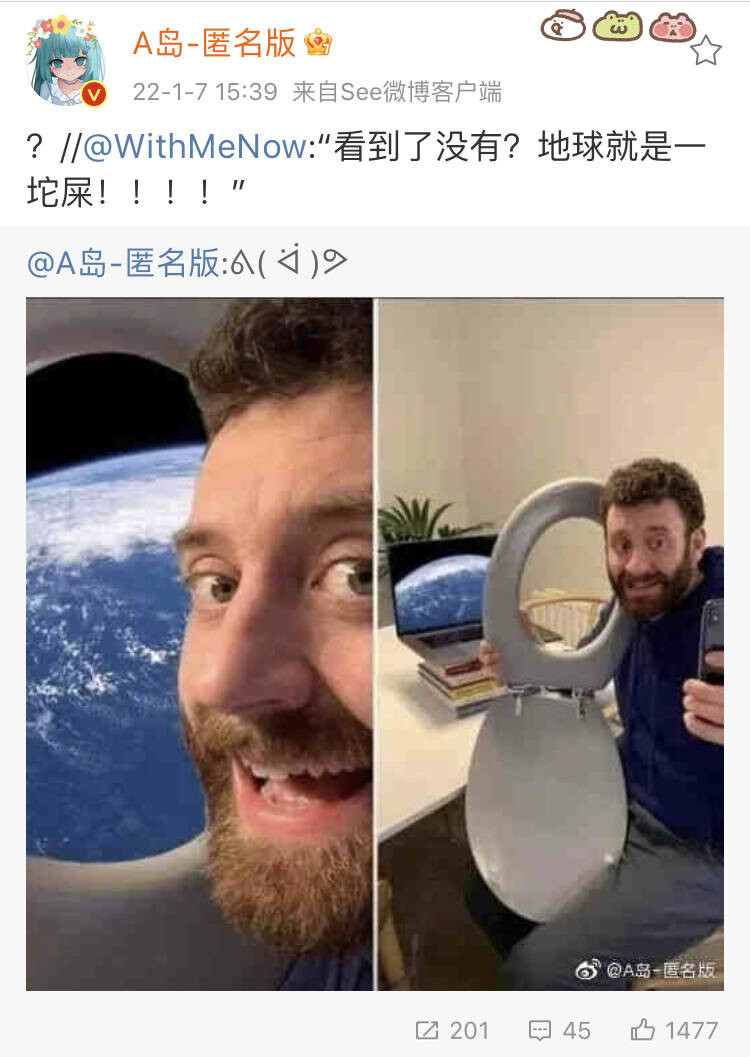 A岛-匿名版
22-1-7 15:39 来自See微博客户端
? //@WithMeNow:“看到了没有？地球就是一
坨屎！！！！”
@A岛-匿名版:ᕕ( ᐛ )ᕗ
@A岛-匿名版
201 45 1477